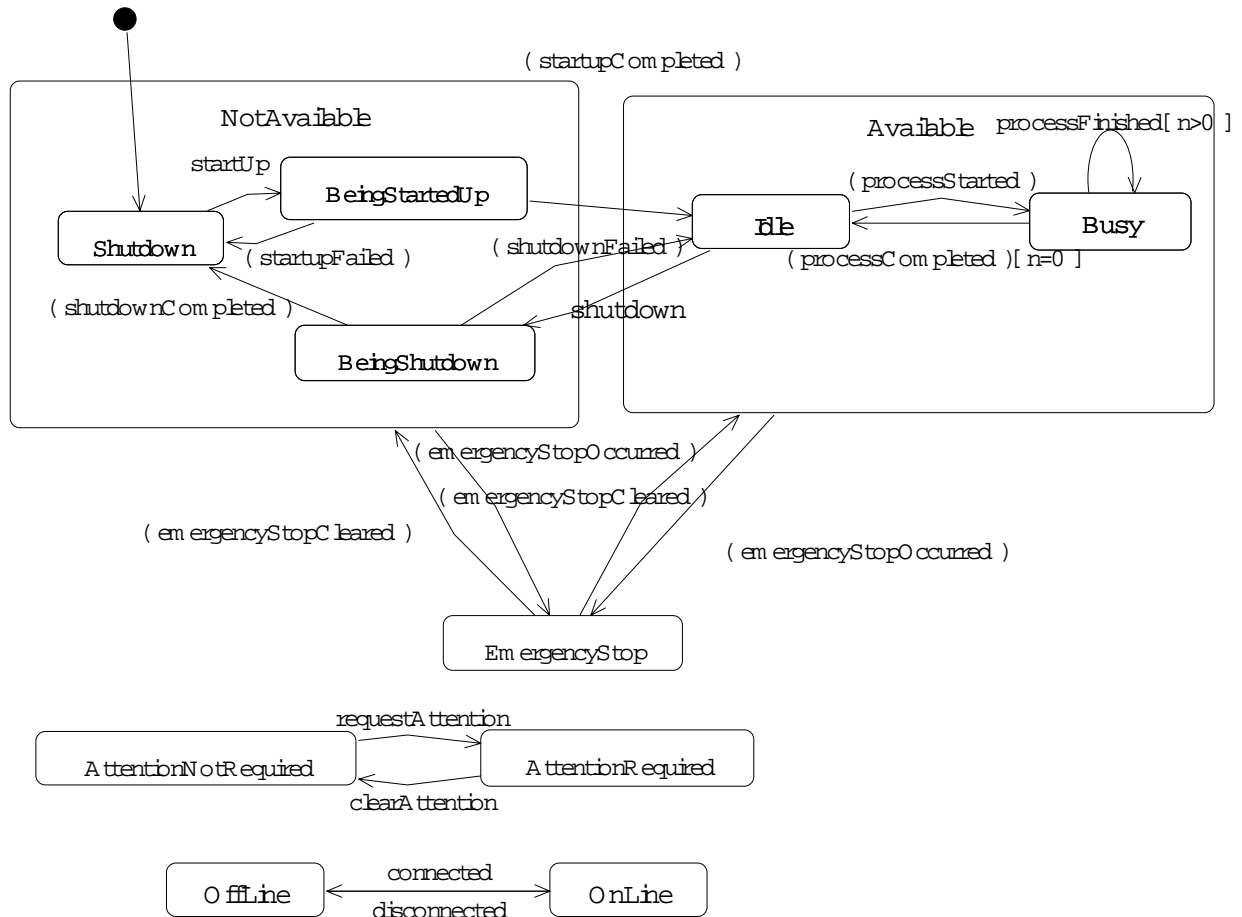 (startupCompleted)
NotAvailable
Available
processFinished[n>0]
startUp
BeingStartedUp
(processStarted)
Shutdown
Idle
Busy
(startupFailed)
(shutdownFailed)
(processCompleted)[n=0]
(shutdownCompleted)
shutdown
BeingShutdown
(emergencyStopOccurred)
(emergencyStopCleared)
(emergencyStopCleared)
(emergencyStopOccurred)
EmergencyStop
requestAttention
AttentionNotRequired
AttentionRequired
clearAttention
connected
OffLine
OnLine
disconnected